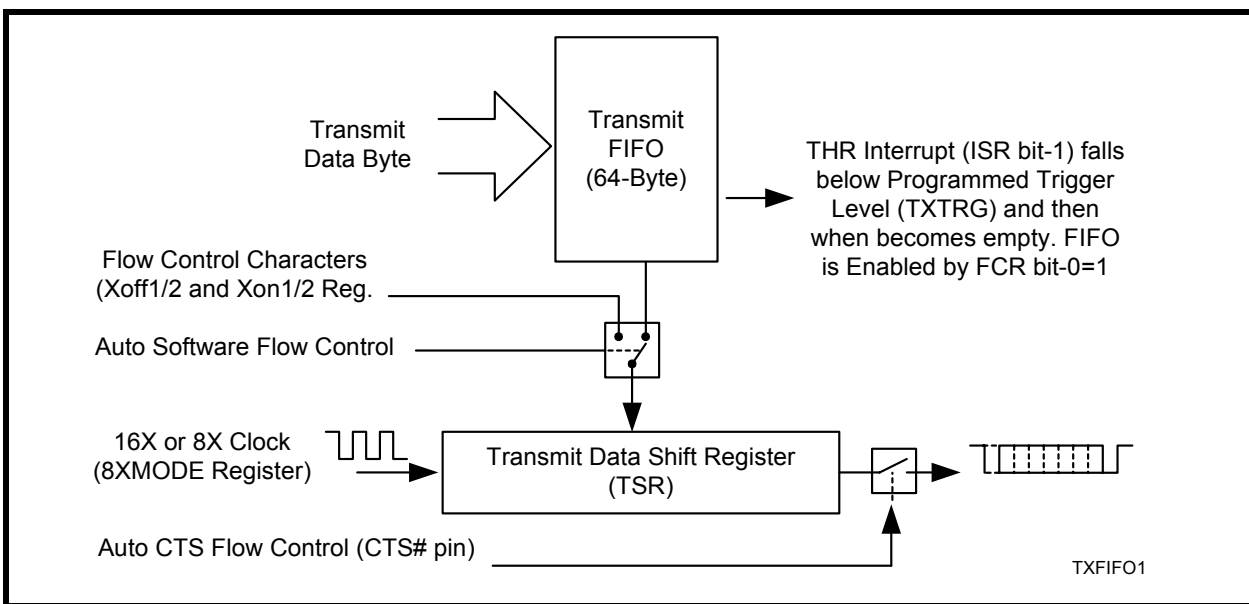 Transmit
Data Byte
Transmit
FIFO
(64-Byte)
THR Interrupt (ISR bit-1) falls
below Programmed Trigger
Level (TXTRG) and then
when becomes empty. FIFO
is Enabled by FCR bit-0=1
Flow Control Characters
(Xoff1/2 and Xon1/2 Reg.
Auto Software Flow Control
16X or 8X Clock
(8XMODE Register)
Transmit Data Shift Register
(TSR)
Auto CTS Flow Control (CTS# pin)
TXFIFO1